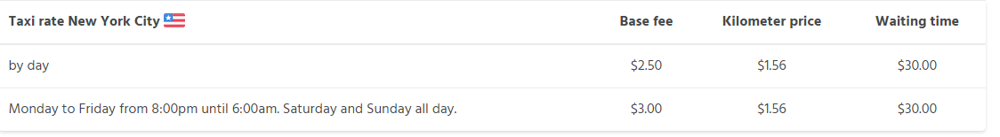 Taxi rate New York City Base fee Kilometer price Waiting time
by day $2.50 $1.56 $30.00
Monday to Friday from 8:00pm until 6:00am. Saturday and Sunday all day. $3.00 $1.56 $30.00